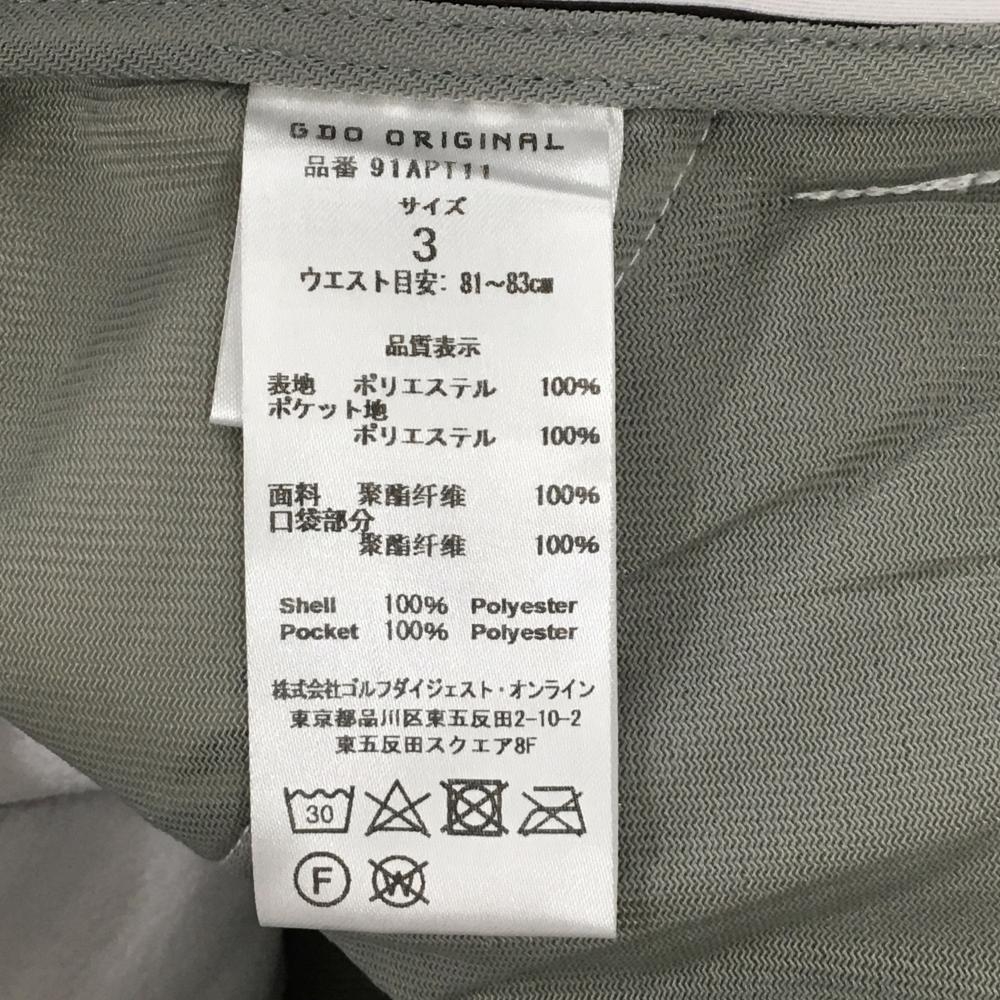 GDO ORIGINAL
品番 91APT11
サイズ
3
ウエスト目安: 81～83cm
品質表示
表地 ポリエステル 100%
ポケット地
ポリエステル 100%
面料 聚酯纤维 100%
口袋部分
聚酯纤维 100%
Shell 100% Polyester
Pocket 100% Polyester
株式会社ゴルフダイジェスト・オンライン
東京都品川区東五反田2-10-2
東五反田スクエア8F
30
F W